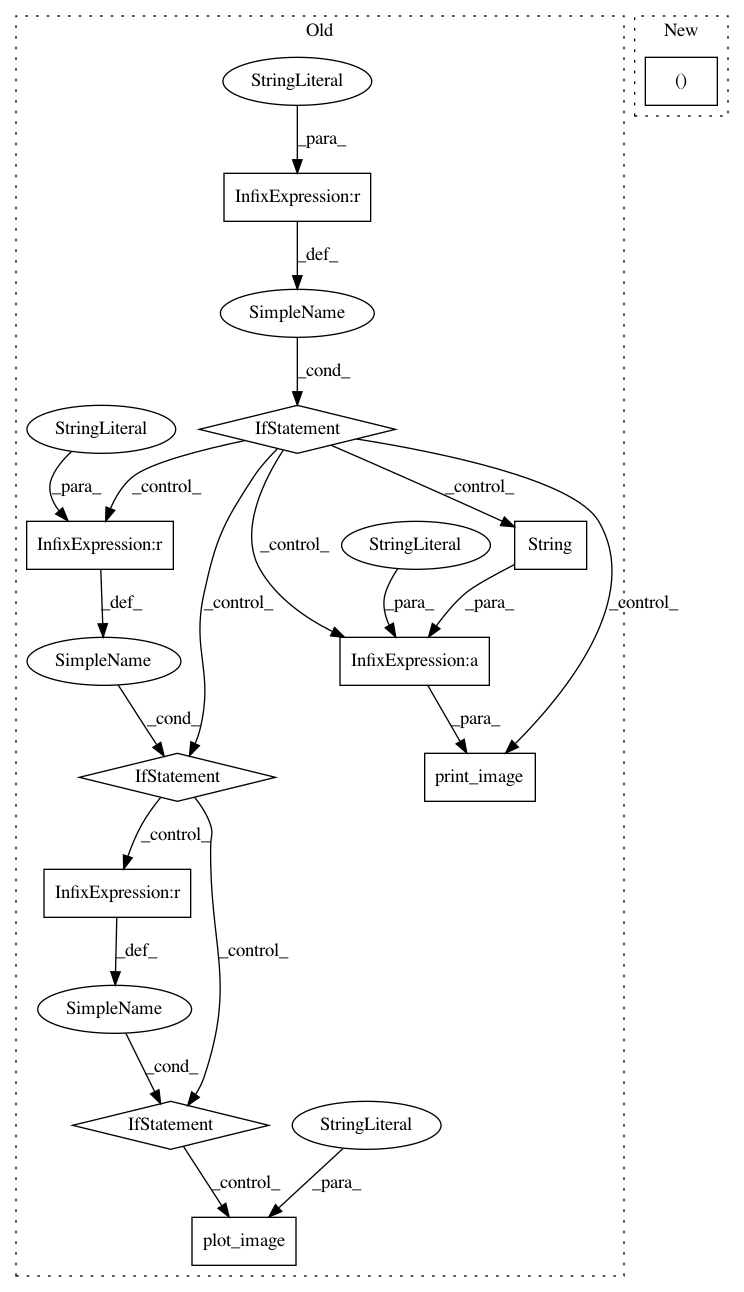 Old
New
StringLiteral
()
_para_
InfixExpression:r
_def_
SimpleName
_cond_
StringLiteral
IfStatement
_para_
_control_
_control_
InfixExpression:r
_control_
StringLiteral
String
_def_
_control_
_para_
_para_
_control_
SimpleName
InfixExpression:a
_cond_
_para_
IfStatement
print_image
_control_
InfixExpression:r
_def_
_control_
SimpleName
_cond_
IfStatement
StringLiteral
_control_
_para_
plot_image